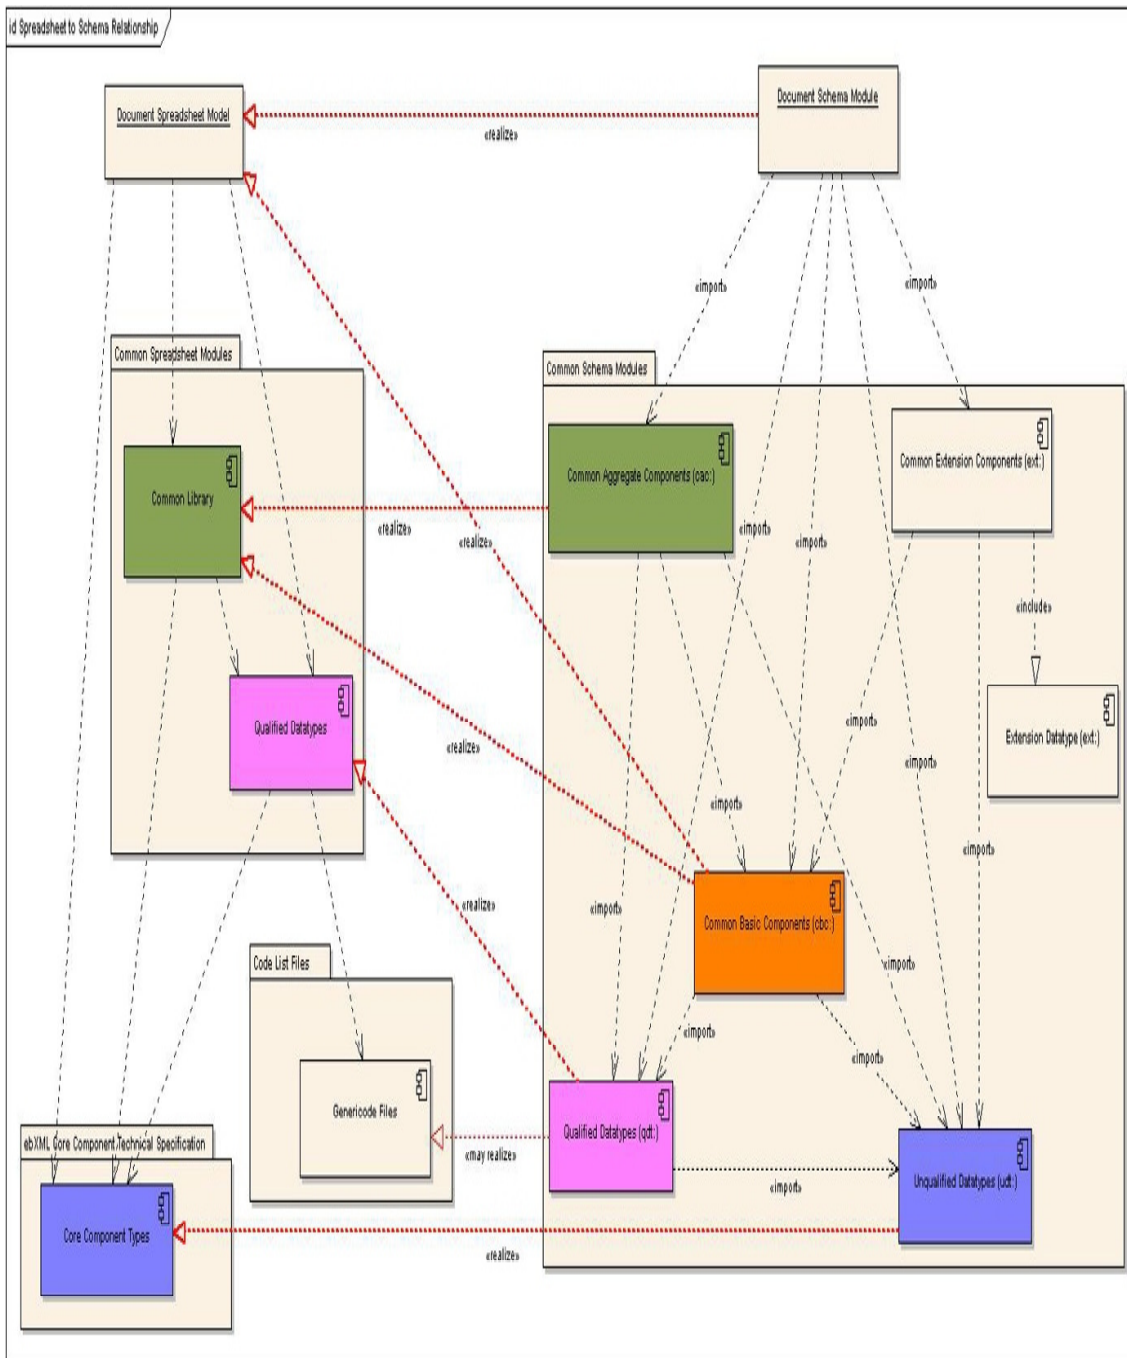 id Spreadsheet to Schema Relationship
Document Spreadsheet Model
Document Schema Module
«realize»
«import»
«import»
Common Spreadsheet Modules
Common Schema Modules
Common Library
Common Aggregate Components (cac:)
Common Extension Components (ext:)
«realize»
«realize»
«import»
«import»
«include»
Qualified Datatypes
Extension Datatype (ext:)
«realize»
«import»
«import»
«import»
«import»
«realize»
«import»
Common Basic Components (cbc:)
Code List Files
«import»
«import»
«import»
Genericode Files
Qualified Datatypes (qdt:)
ebXML Core Component Technical Specification
«may realize»
«import»
Unqualified Datatypes (udt:)
Core Component Types
«realize»